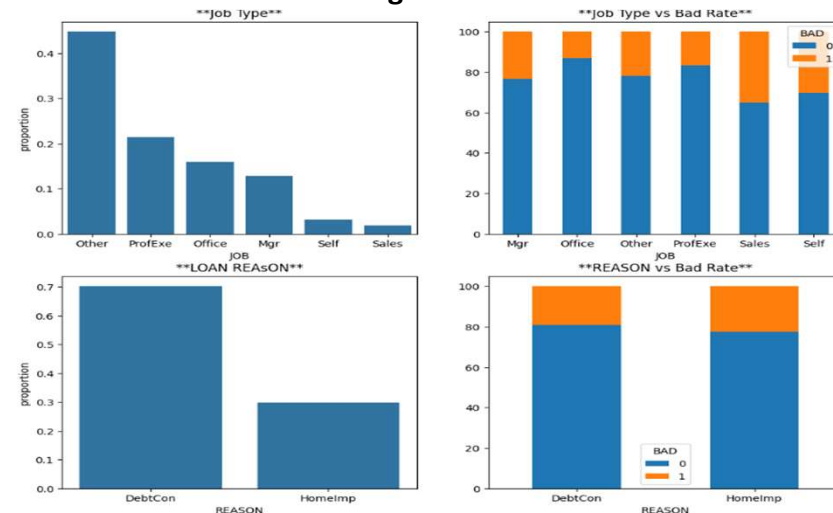 **Job Type**
proportion
0.4
0.3
0.2
0.1
0.0
Other ProfExe Office Mgr Self Sales
JOB
**Job Type vs Bad Rate**
BAD
0
1
100
80
60
40
20
0
Mgr Office Other ProfExe Sales Self
JOB
**LOAN REAsON**
proportion
0.7
0.6
0.5
0.4
0.3
0.2
0.1
0.0
DebtCon HomeImp
REASON
**REASON vs Bad Rate**
100
80
60
40
20
0
BAD
0
1
DebtCon HomeImp
REASON